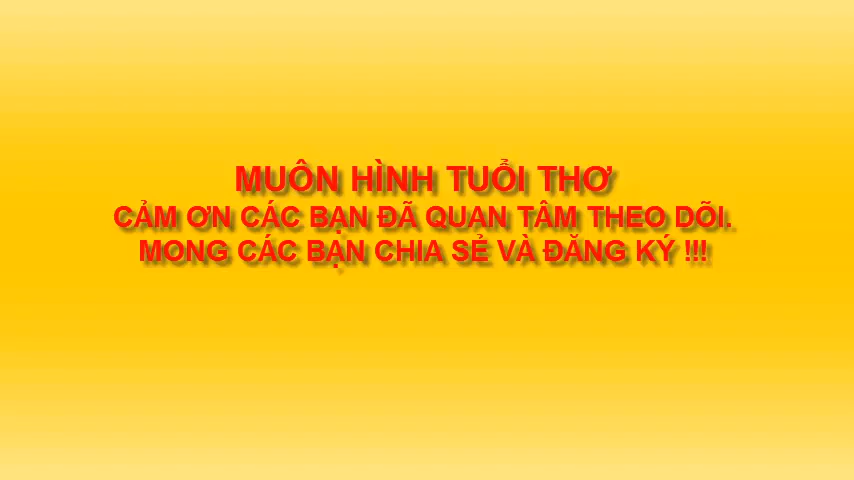 MUÔN HÌNH TUỔI THƠ
CẢM ƠN CÁC BẠN ĐÃ QUAN TÂM THEO DÕI.
MONG CÁC BẠN CHIA SẺ VÀ ĐĂNG KÝ !!!